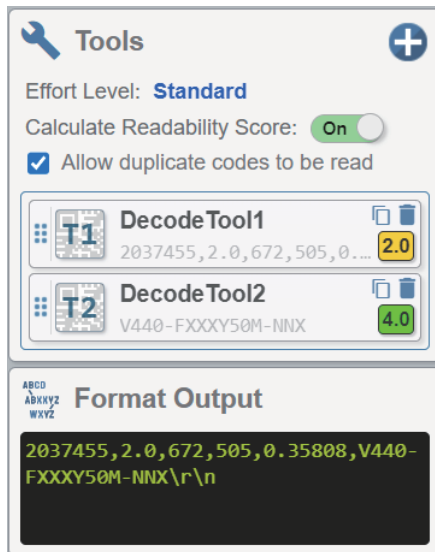 Tools
Effort Level: Standard
Calculate Readability Score: On
Allow duplicate codes to be read
T1 DecodeTool1
2037455,2.0,672,505,0.... 2.0
T2 DecodeTool2
V440-FXXXY50M-NNX 4.0
ABCD
ABXXYZ
WXYZ
Format Output
2037455,2.0,672,505,0.35808,V440-
FXXXY50M-NNX\r\n